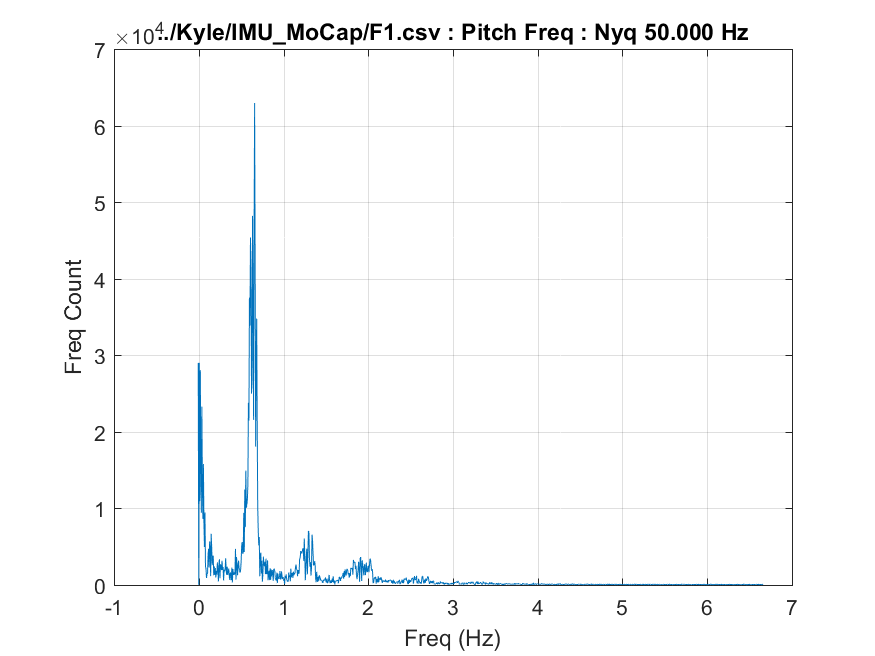 ×10⁴
../Kyle/IMU_MoCap/F1.csv : Pitch Freq : Nyq 50.000 Hz
7
6
5
4
3
2
1
0
Freq Count
-1 0 1 2 3 4 5 6 7
Freq (Hz)